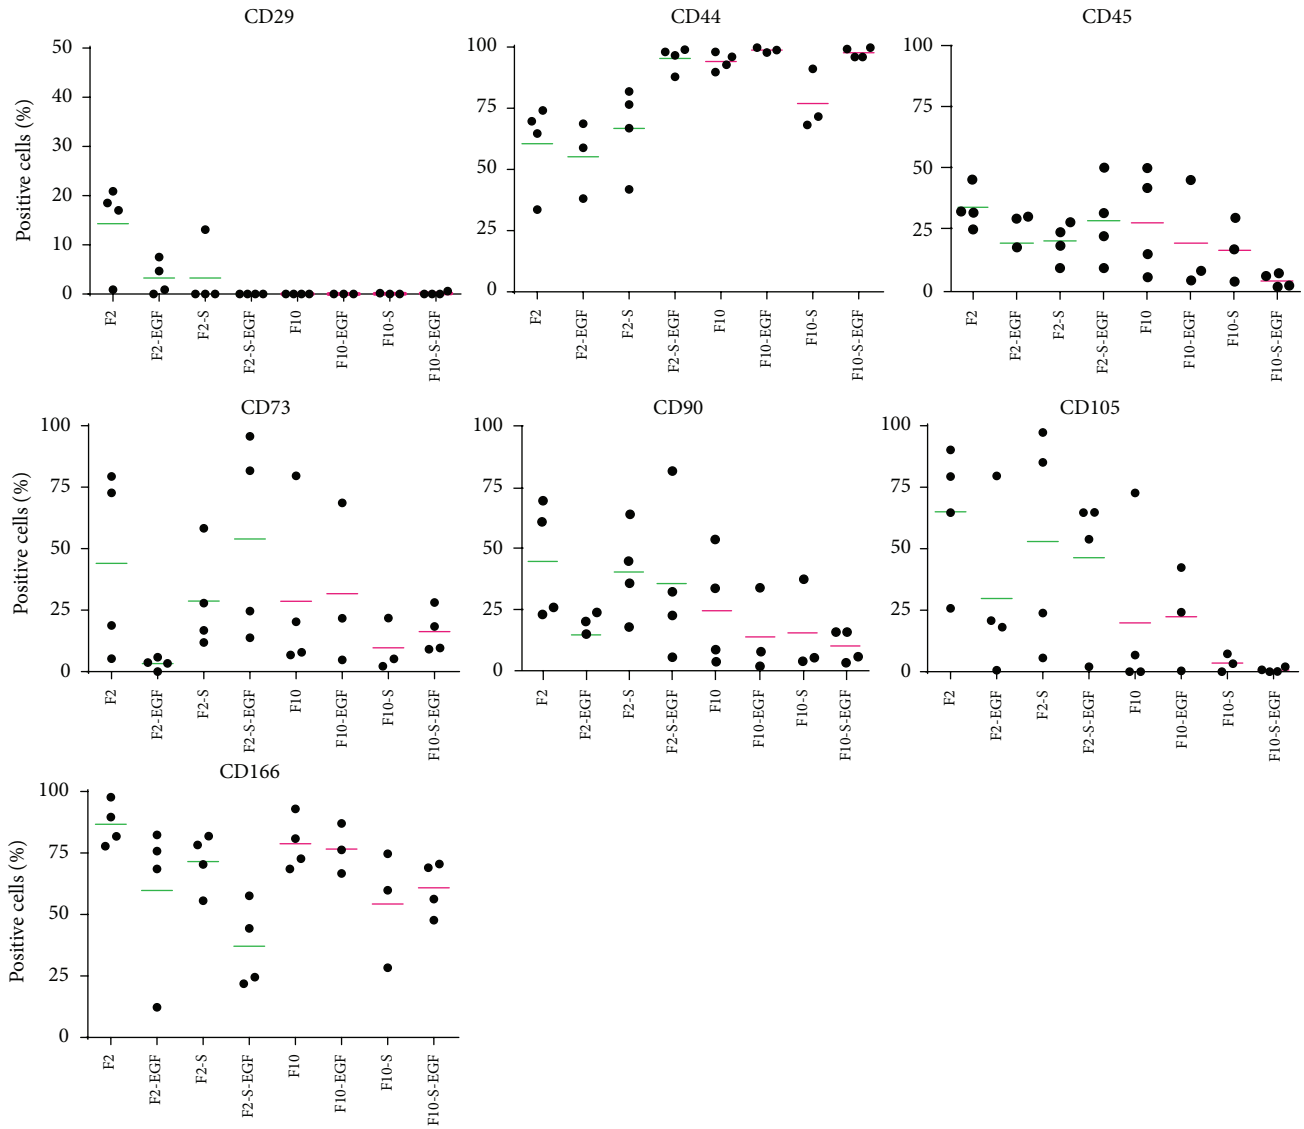 CD29
Positive cells (%)
50
40
30
20
10
0
F2
F2-EGF
F2-S
F2-S-EGF
F10
F10-EGF
F10-S
F10-S-EGF
CD44
100
75
50
25
0
F2
F2-EGF
F2-S
F2-S-EGF
F10
F10-EGF
F10-S
F10-S-EGF
CD45
100
75
50
25
0
F2
F2-EGF
F2-S
F2-S-EGF
F10
F10-EGF
F10-S
F10-S-EGF
CD73
Positive cells (%)
100
75
50
25
0
F2
F2-EGF
F2-S
F2-S-EGF
F10
F10-EGF
F10-S
F10-S-EGF
CD90
100
75
50
25
0
F2
F2-EGF
F2-S
F2-S-EGF
F10
F10-EGF
F10-S
F10-S-EGF
CD105
100
75
50
25
0
F2
F2-EGF
F2-S
F2-S-EGF
F10
F10-EGF
F10-S
F10-S-EGF
CD166
Positive cells (%)
100
75
50
25
0
F2
F2-EGF
F2-S
F2-S-EGF
F10
F10-EGF
F10-S
F10-S-EGF